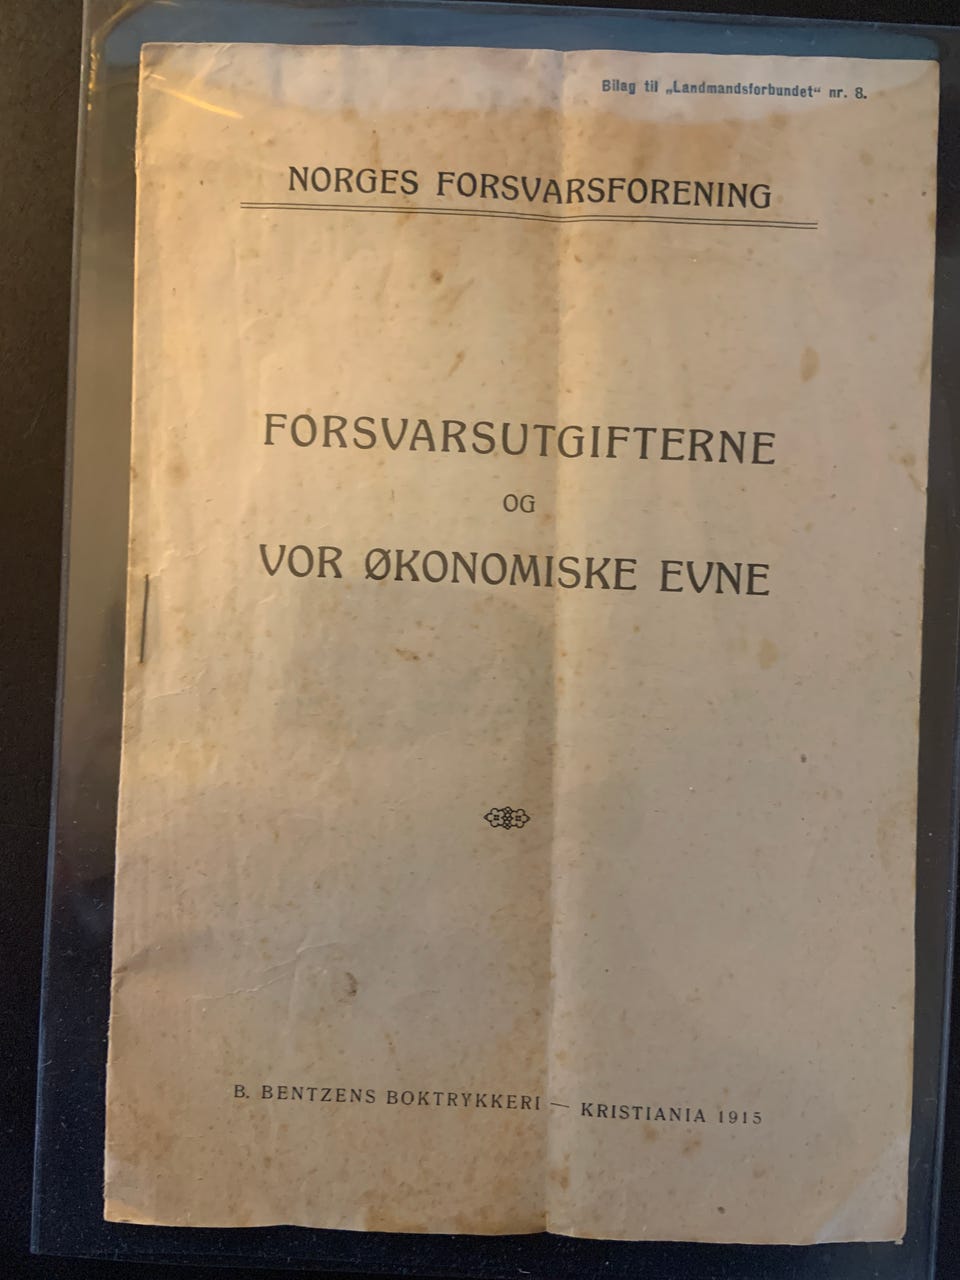 Bilag til „Landmandsforbundet“ nr. 8.
NORGES FORSVARSFORENING
FORSVARSUTGIFTERNE
OG
VOR ØKONOMISKE EVNE
B. BENTZENS BOKTRYKKERI — KRISTIANIA 1915